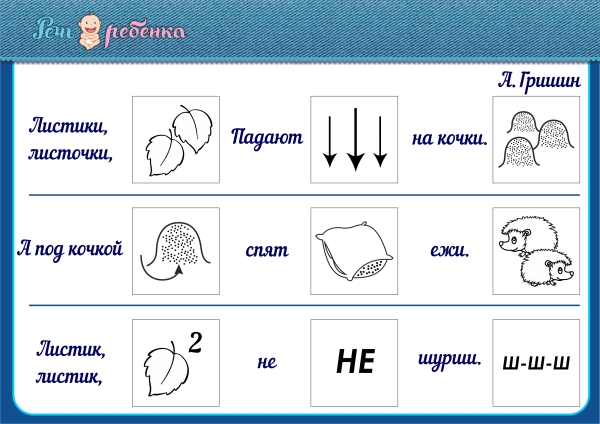 Речь ребенка
А. Гришин
Листики, листочки, Падают на кочки.
А под кочкой спят ежи.
Листик, листик, 2 не НЕ шурши. Ш-Ш-Ш